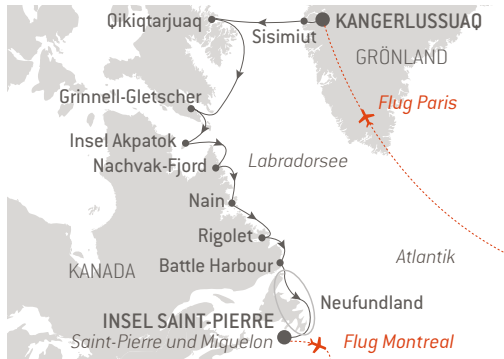 Qikiqtarjuaq
KANGERLUSSUAQ
Sisimiut
GRÖNLAND
Grinnell-Gletscher
Flug Paris
Insel Akpatok
Nachvak-Fjord
Labradorsee
Nain
Rigolet
Battle Harbour
Atlantik
KANADA
Neufundland
INSEL SAINT-PIERRE
Saint-Pierre und Miquelon
Flug Montreal